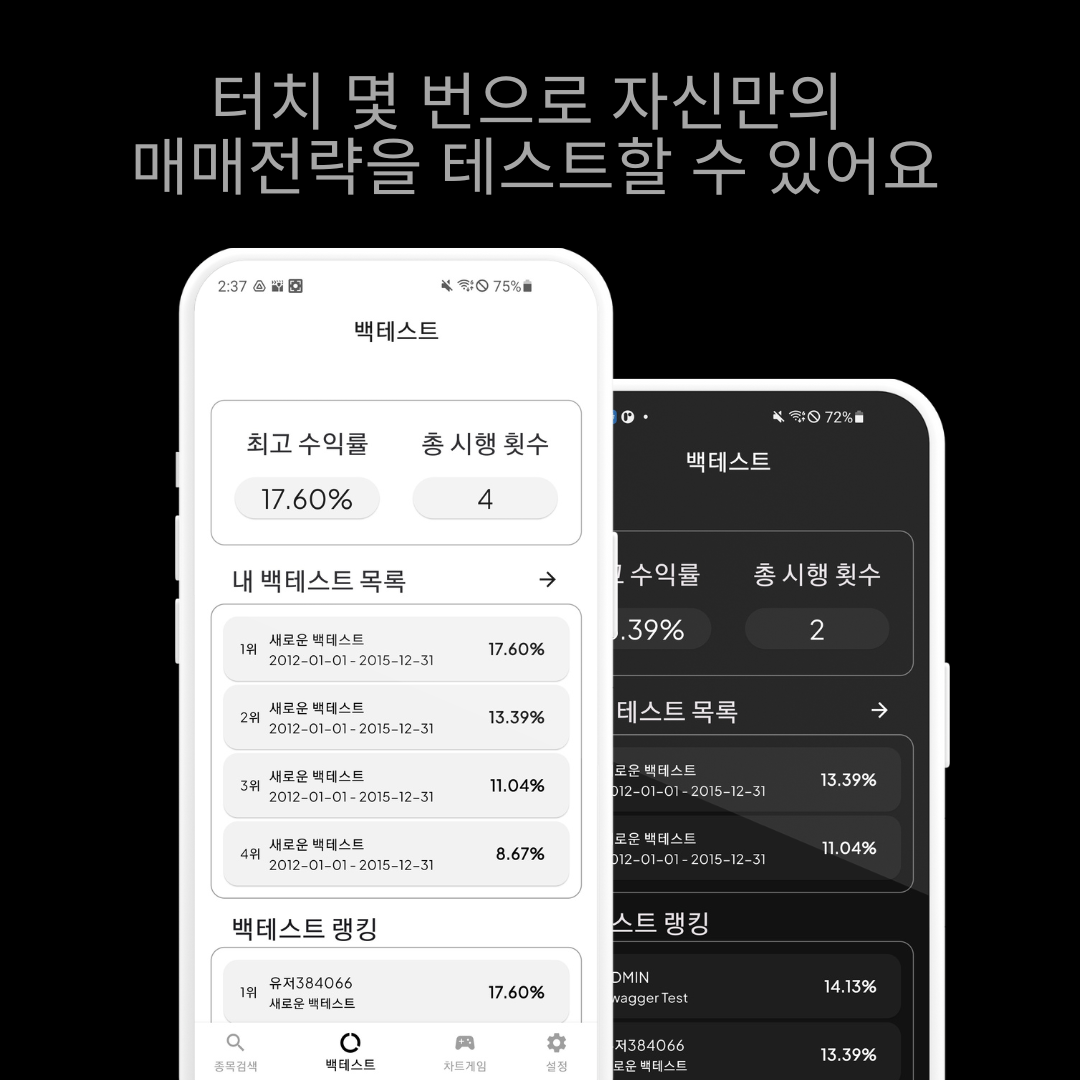 터치 몇 번으로 자신만의
매매전략을 테스트할 수 있어요
2:37
75%
백테스트
최고 수익률
총 시행 횟수
17.60%
4
내 백테스트 목록
1위
새로운 백테스트
2012-01-01 - 2015-12-31
17.60%
2위
새로운 백테스트
2012-01-01 - 2015-12-31
13.39%
3위
새로운 백테스트
2012-01-01 - 2015-12-31
11.04%
4위
새로운 백테스트
2012-01-01 - 2015-12-31
8.67%
백테스트 랭킹
1위
유저384066
새로운 백테스트
17.60%
종목검색
백테스트
차트게임
설정
72%
백테스트
수익률
총 시행 횟수
.39%
2
테스트 목록
로운 백테스트
012-01-01 - 2015-12-31
13.39%
로운 백테스트
012-01-01 - 2015-12-31
11.04%
스트 랭킹
DMIN
wagger Test
14.13%
저384066
로운 백테스트
13.39%